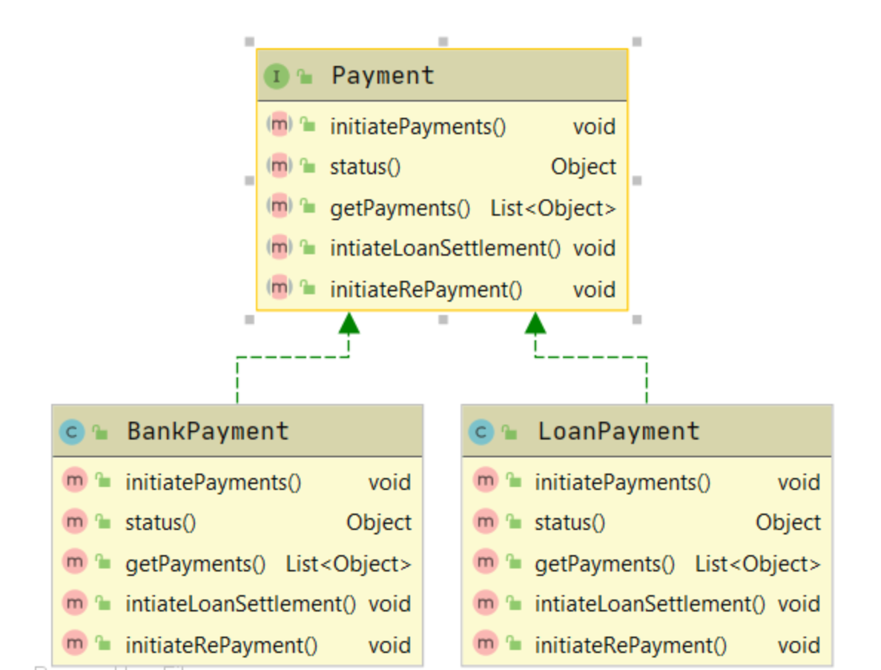 I Payment
m initiatePayments() void
m status() Object
m getPayments() List<Object>
m intiateLoanSettlement() void
m initiateRePayment() void
C BankPayment
m initiatePayments() void
m status() Object
m getPayments() List<Object>
m intiateLoanSettlement() void
m initiateRePayment() void
C LoanPayment
m initiatePayments() void
m status() Object
m getPayments() List<Object>
m intiateLoanSettlement() void
m initiateRePayment() void